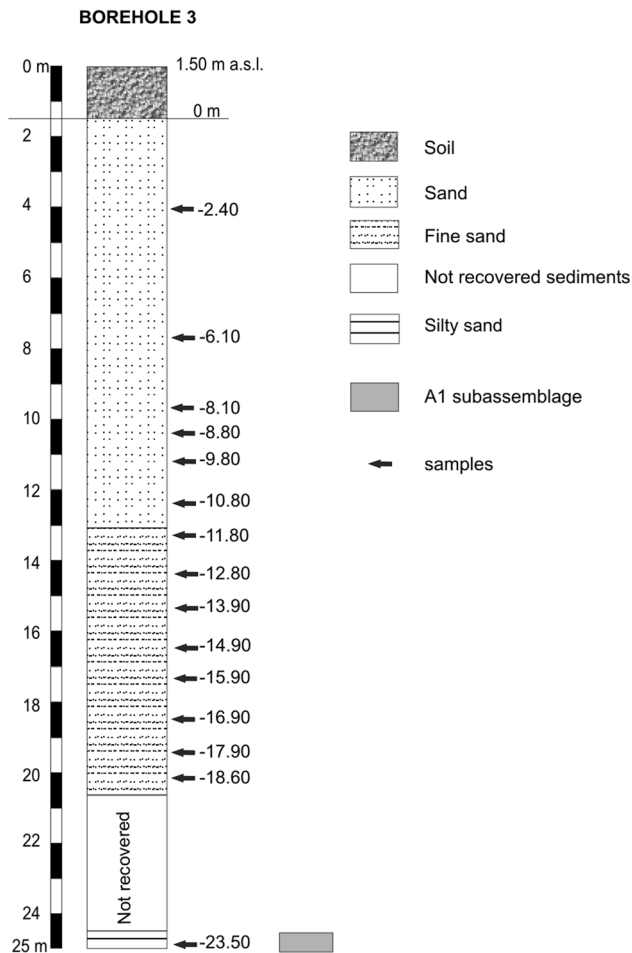 BOREHOLE 3
0 m
1.50 m a.s.l.
0 m
2
4
-2.40
6
-6.10
8
-8.10
10
-8.80
-9.80
12
-10.80
-11.80
14
-12.80
-13.90
16
-14.90
-15.90
18
-16.90
-17.90
20
-18.60
22
Not recovered
24
25 m
-23.50
Soil
Sand
Fine sand
Not recovered sediments
Silty sand
A1 subassemblage
samples